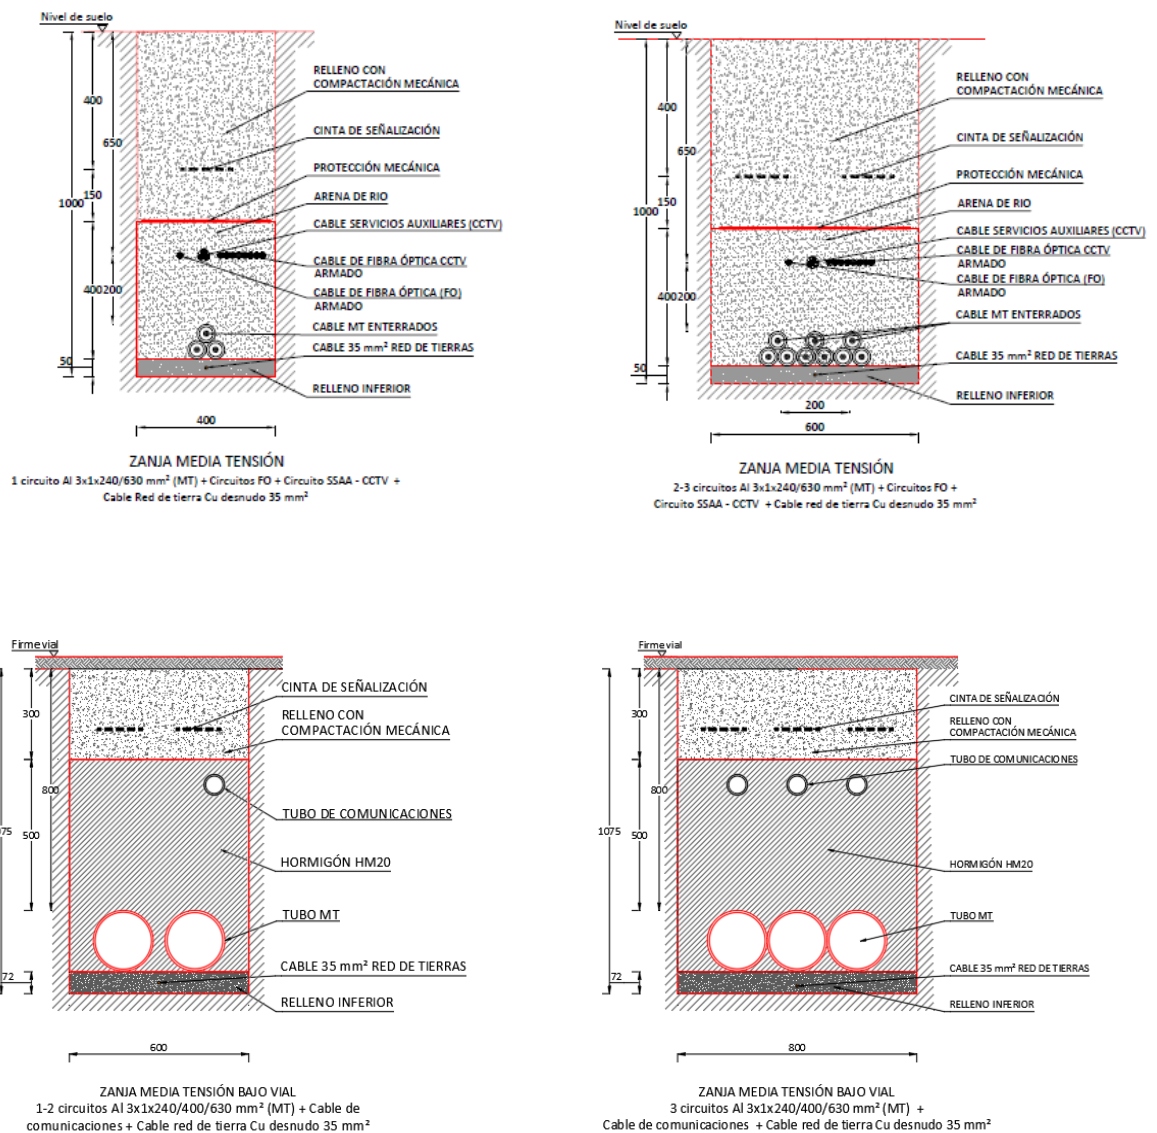 Nivel de suelo
400
650
1000
150
400
200
50
RELLENO CON
COMPACTACIÓN MECÁNICA
CINTA DE SEÑALIZACIÓN
PROTECCIÓN MECÁNICA
ARENA DE RIO
CABLE SERVICIOS AUXILIARES (CCTV)
CABLE DE FIBRA ÓPTICA CCTV
ARMADO
CABLE DE FIBRA ÓPTICA (FO)
ARMADO
CABLE MT ENTERRADOS
CABLE 35 mm² RED DE TIERRAS
RELLENO INFERIOR
400
ZANJA MEDIA TENSIÓN
1 circuito Al 3x1x240/630 mm² (MT) + Circuitos FO + Circuito SSAA - CCTV +
Cable Red de tierra Cu desnudo 35 mm²
Nivel de suelo
400
650
1000
150
400
200
50
RELLENO CON
COMPACTACIÓN MECÁNICA
CINTA DE SEÑALIZACIÓN
PROTECCIÓN MECÁNICA
ARENA DE RIO
CABLE SERVICIOS AUXILIARES (CCTV)
CABLE DE FIBRA ÓPTICA CCTV
ARMADO
CABLE DE FIBRA ÓPTICA (FO)
ARMADO
CABLE MT ENTERRADOS
CABLE 35 mm² RED DE TIERRAS
RELLENO INFERIOR
200
600
ZANJA MEDIA TENSIÓN
2-3 circuitos Al 3x1x240/630 mm² (MT) + Circuitos FO +
Circuito SSAA - CCTV + Cable red de tierra Cu desnudo 35 mm²
Firme vial
300
800
075
500
72
CINTA DE SEÑALIZACIÓN
RELLENO CON
COMPACTACIÓN MECÁNICA
TUBO DE COMUNICACIONES
HORMIGÓN HM20
TUBO MT
CABLE 35 mm² RED DE TIERRAS
RELLENO INFERIOR
600
ZANJA MEDIA TENSIÓN BAJO VIAL
1-2 circuitos Al 3x1x240/400/630 mm² (MT) + Cable de
comunicaciones + Cable red de tierra Cu desnudo 35 mm²
Firme vial
300
800
1075
500
72
CINTA DE SEÑALIZACIÓN
RELLENO CON
COMPACTACIÓN MECÁNICA
TUBO DE COMUNICACIONES
HORMIGÓN HM20
TUBO MT
CABLE 35 mm² RED DE TIERRAS
RELLENO INFERIOR
800
ZANJA MEDIA TENSIÓN BAJO VIAL
3 circuitos Al 3x1x240/400/630 mm² (MT) +
Cable de comunicaciones + Cable red de tierra Cu desnudo 35 mm²